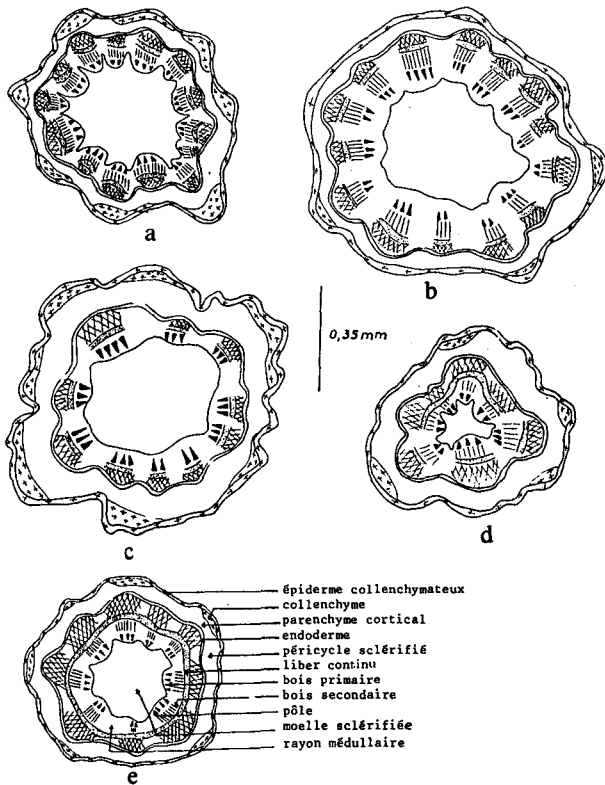 a
b
0,35mm
c
d
épiderme collenchymateux
collenchyme
parenchyme cortical
endoderme
péricycle sclérifié
liber continu
bois primaire
bois secondaire
pôle
moelle sclérifiée
rayon médullaire
e